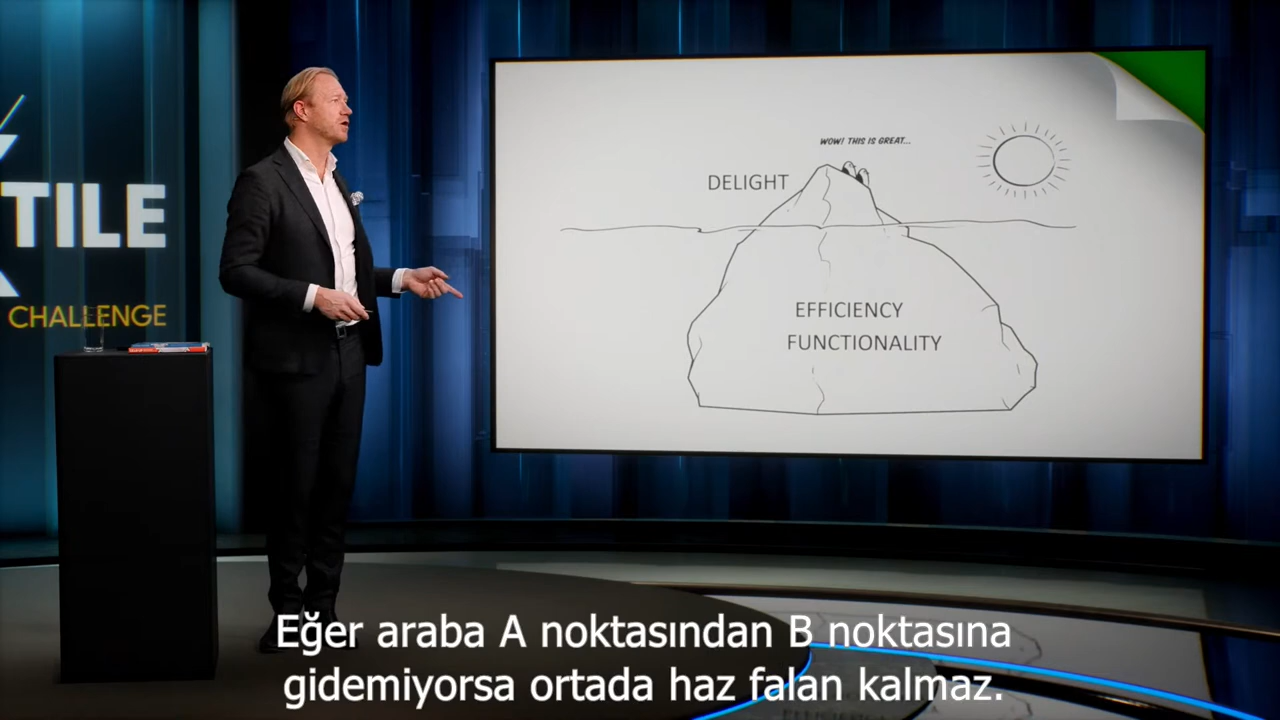 TILE
CHALLENGE
WOW! THIS IS GREAT...
DELIGHT
EFFICIENCY
FUNCTIONALITY
Eğer araba A noktasından B noktasına
gidemiyorsa ortada haz falan kalmaz.